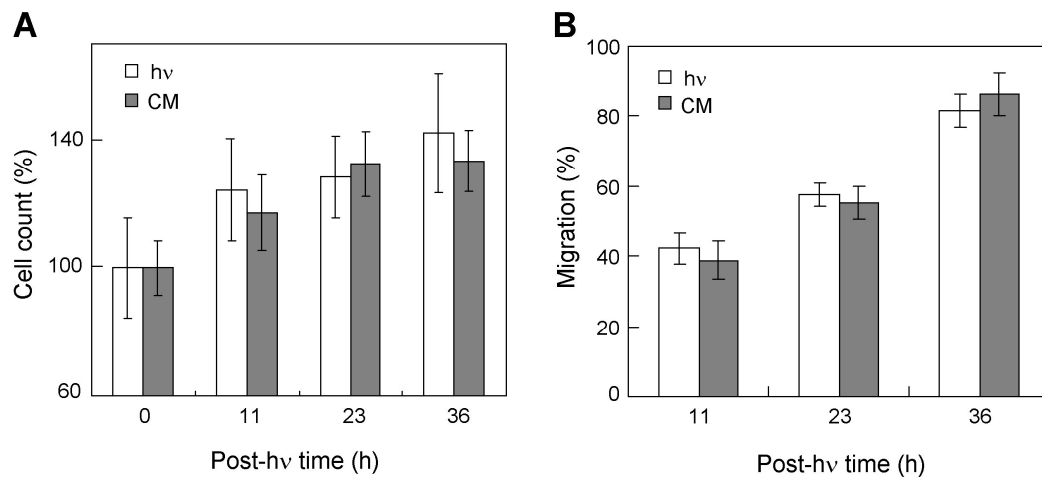 A
hν
CM
140
100
60
Cell count (%)
0 11 23 36
Post-hν time (h)
B
100
80
60
40
20
0
hν
CM
Migration (%)
11 23 36
Post-hν time (h)